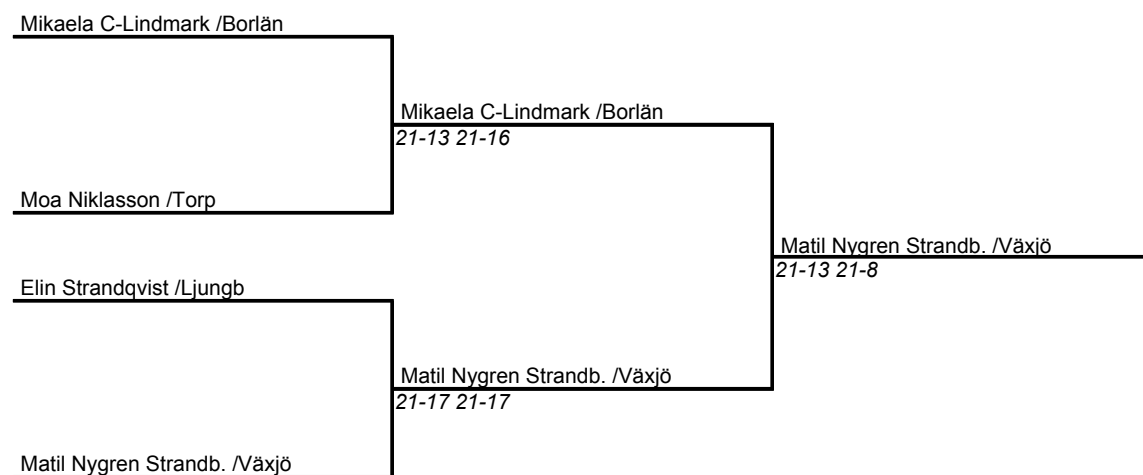 Mikaela C-Lindmark /Borlän
Mikaela C-Lindmark /Borlän
21-13 21-16
Moa Niklasson /Torp
Matil Nygren Strandb. /Växjö
21-13 21-8
Elin Strandqvist /Ljungb
Matil Nygren Strandb. /Växjö
21-17 21-17
Matil Nygren Strandb. /Växjö